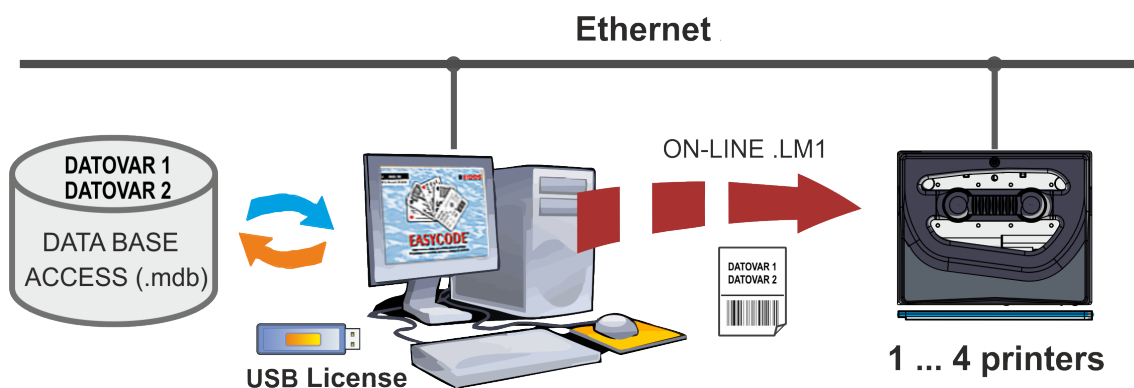 Ethernet
DATOVAR 1
DATOVAR 2
DATA BASE
ACCESS (.mdb)
EASYCODE
ON-LINE .LM1
DATOVAR 1
DATOVAR 2
USB License
1 ... 4 printers